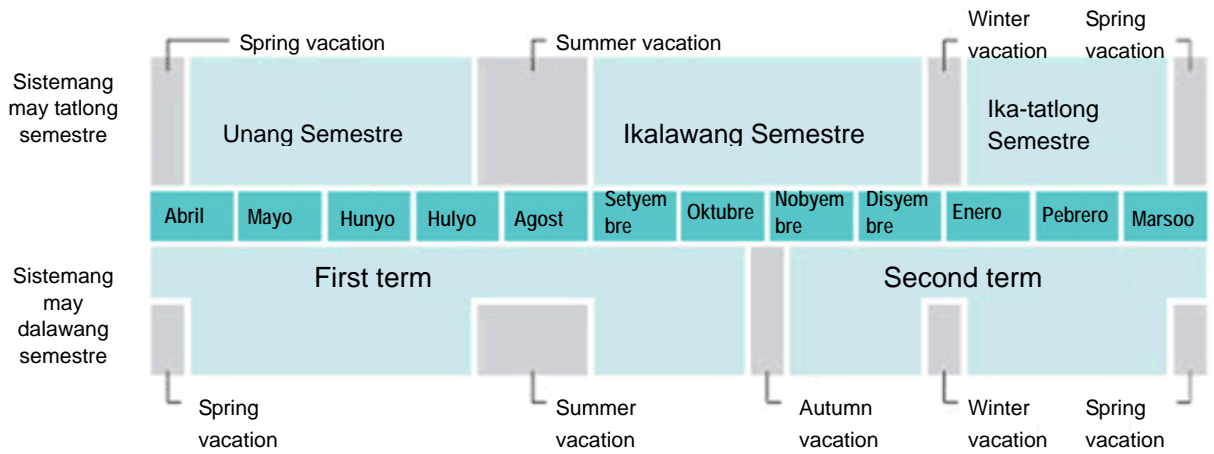 Spring vacation
Summer vacation
Winter
vacation
Spring
vacation
Sistemang
may tatlong
semestre
Unang Semestre
Ikalawang Semestre
Ika-tatlong
Semestre
Abril
Mayo
Hunyo
Hulyo
Agost
Setyem
bre
Oktubre
Nobyem
bre
Disyem
bre
Enero
Pebrero
Marsoo
Sistemang
may
dalawang
semestre
First term
Second term
Spring
vacation
Summer
vacation
Autumn
vacation
Winter
vacation
Spring
vacation